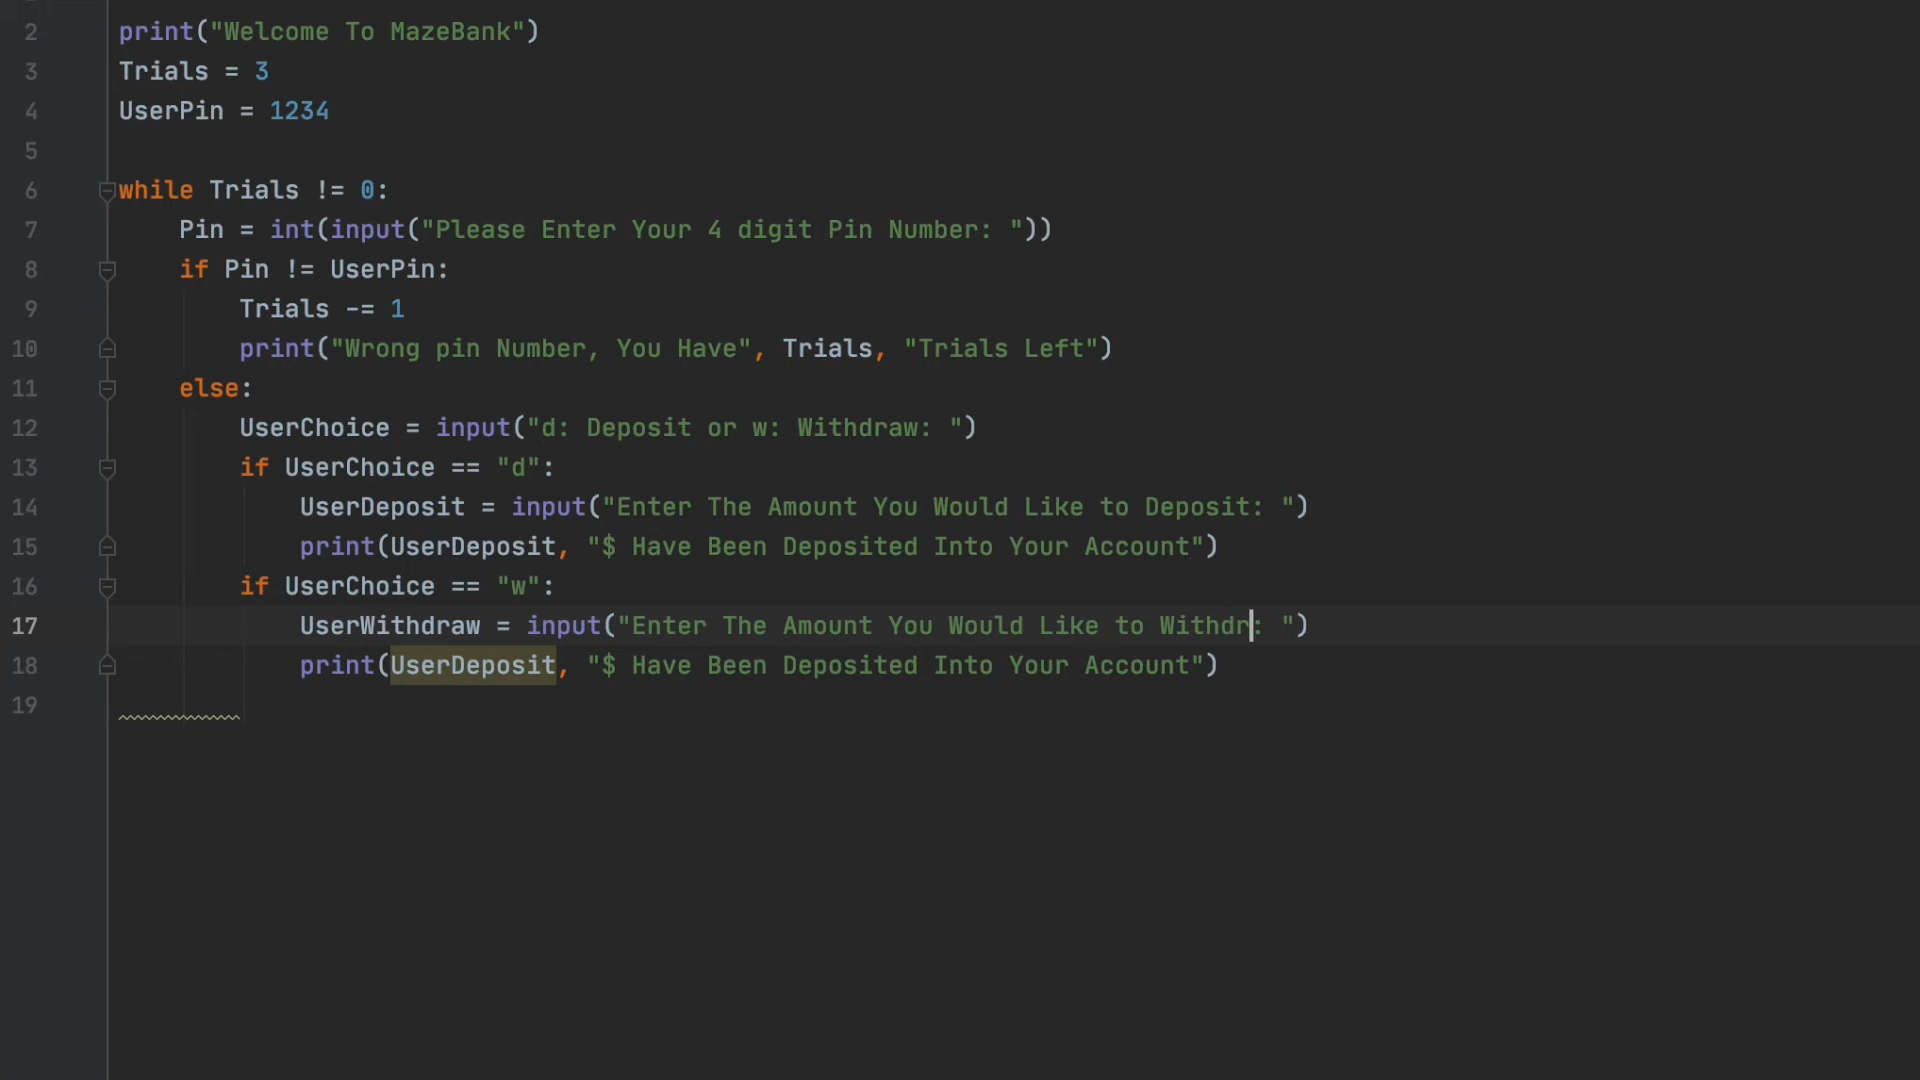 2 print("Welcome To MazeBank")
3 Trials = 3
4 UserPin = 1234
5
6 while Trials != 0:
7     Pin = int(input("Please Enter Your 4 digit Pin Number: "))
8     if Pin != UserPin:
9         Trials -= 1
10         print("Wrong pin Number, You Have", Trials, "Trials Left")
11     else:
12         UserChoice = input("d: Deposit or w: Withdraw: ")
13         if UserChoice == "d":
14             UserDeposit = input("Enter The Amount You Would Like to Deposit: ")
15             print(UserDeposit, "$ Have Been Deposited Into Your Account")
16         if UserChoice == "w":
17             UserWithdraw = input("Enter The Amount You Would Like to Withdr: ")
18             print(UserDeposit, "$ Have Been Deposited Into Your Account")
19